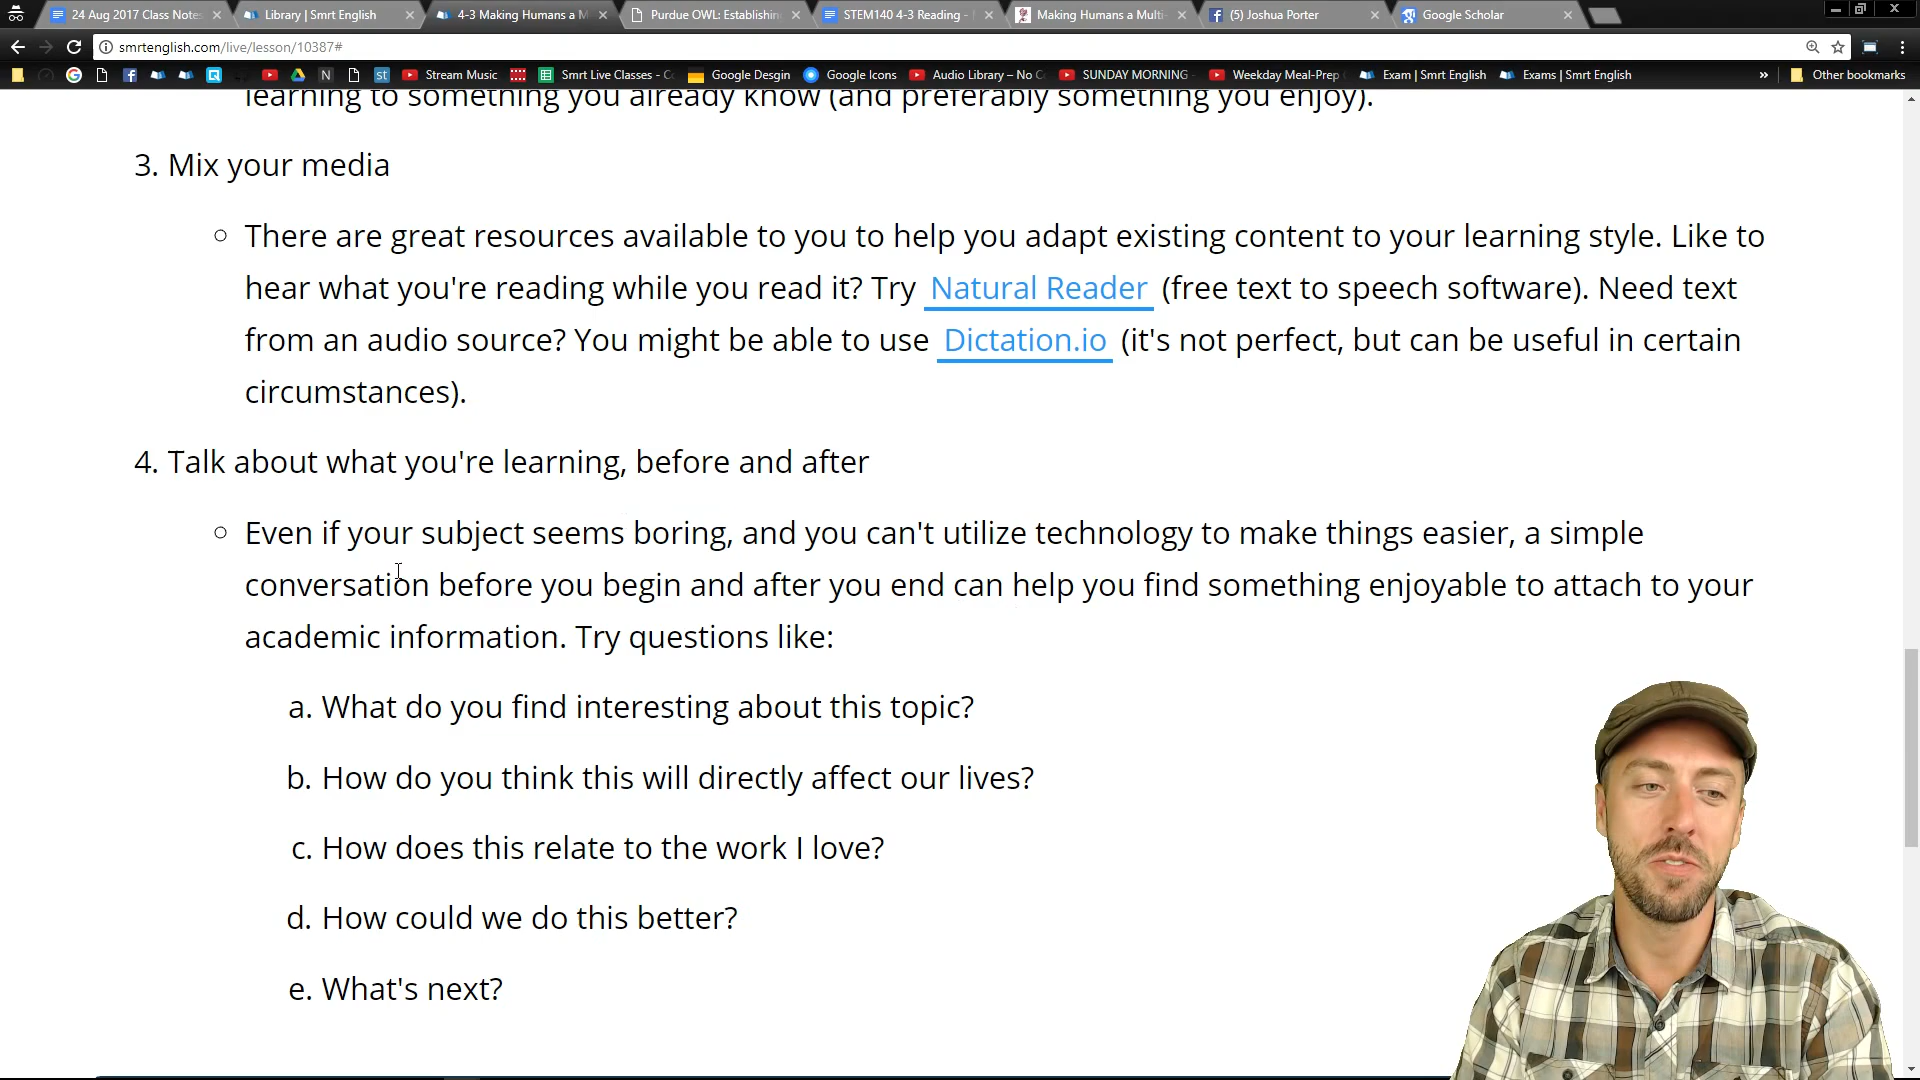 24 Aug 2017 Class Notes
Library | Smrt English
4-3 Making Humans a M
Purdue OWL: Establishin
STEM140 4-3 Reading -
Making Humans a Multi-
(5) Joshua Porter
Google Scholar
smrtenglish.com/live/lesson/10387#
Stream Music
Smrt Live Classes - Co
Google Desgin
Google Icons
Audio Library – No C
SUNDAY MORNING
Weekday Meal-Prep
Exam | Smrt English
Exams | Smrt English
»
Other bookmarks
learning to something you already know (and preferably something you enjoy).
3. Mix your media
There are great resources available to you to help you adapt existing content to your learning style. Like to
hear what you're reading while you read it? Try Natural Reader (free text to speech software). Need text
from an audio source? You might be able to use Dictation.io (it's not perfect, but can be useful in certain
circumstances).
4. Talk about what you're learning, before and after
Even if your subject seems boring, and you can't utilize technology to make things easier, a simple
conversation before you begin and after you end can help you find something enjoyable to attach to your
academic information. Try questions like:
a. What do you find interesting about this topic?
b. How do you think this will directly affect our lives?
c. How does this relate to the work I love?
d. How could we do this better?
e. What's next?